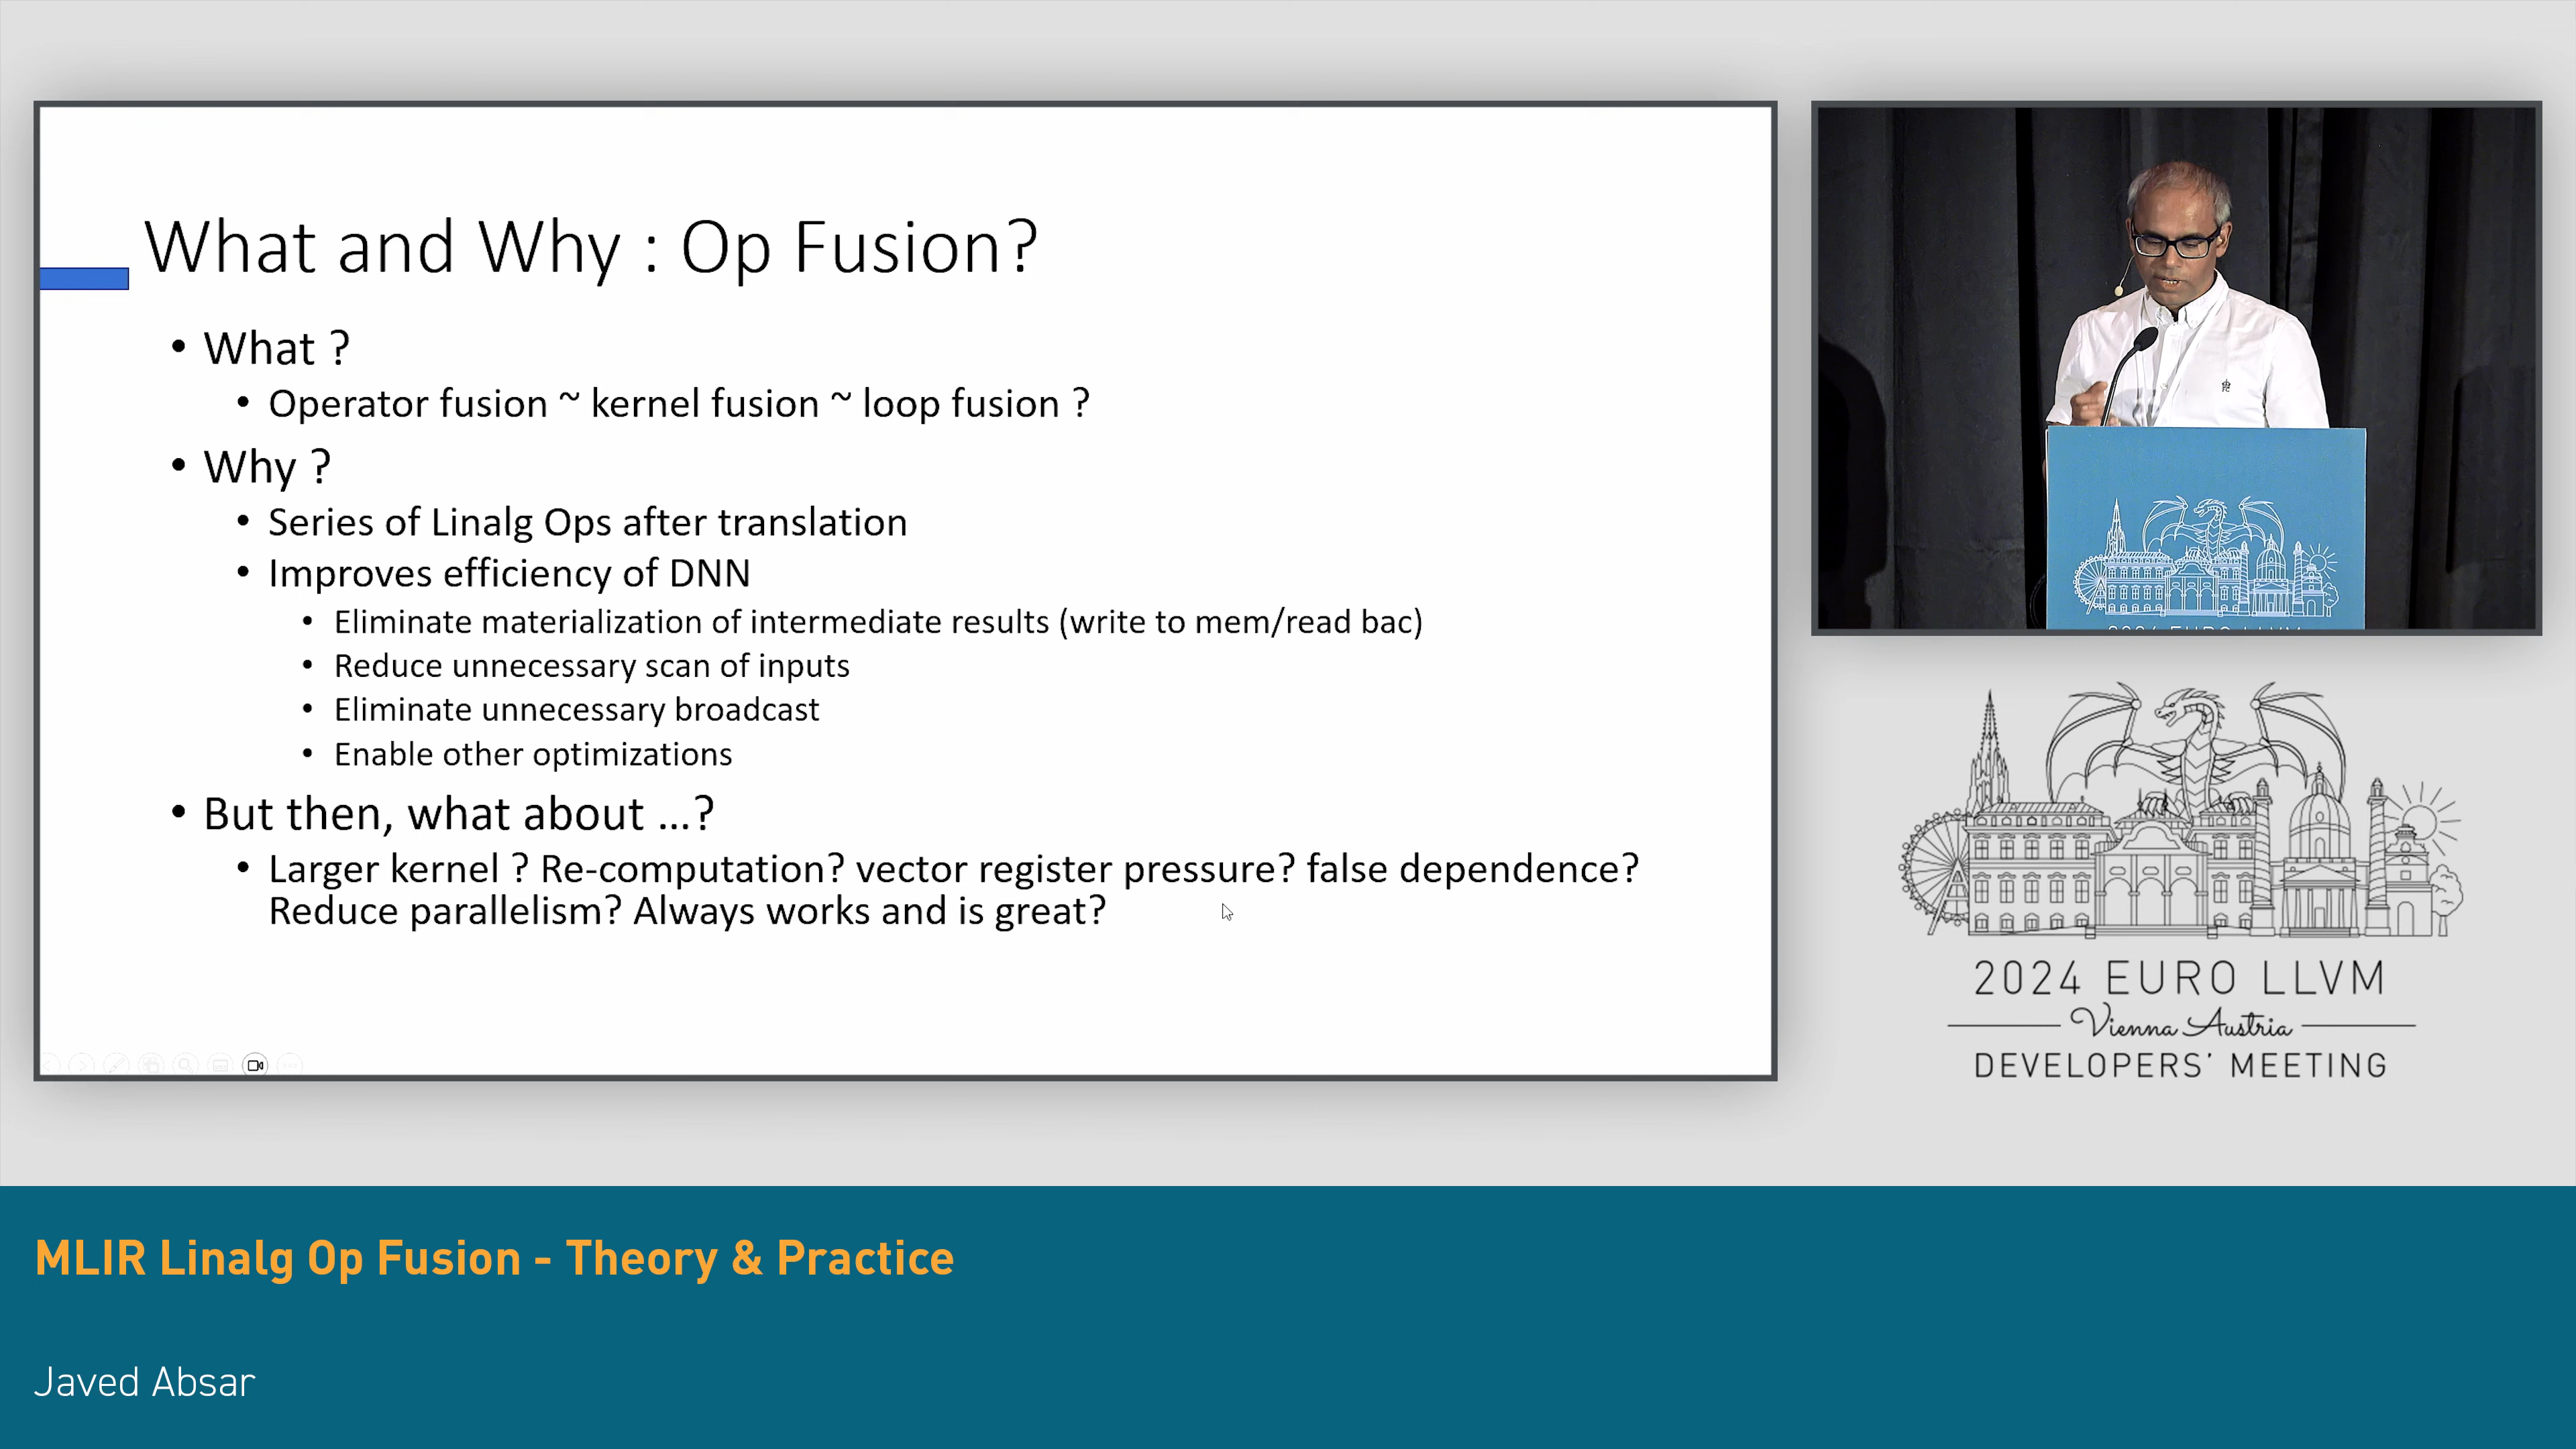 What and Why : Op Fusion?
• What ?
• Operator fusion ~ kernel fusion ~ loop fusion ?
• Why ?
• Series of Linalg Ops after translation
• Improves efficiency of DNN
• Eliminate materialization of intermediate results (write to mem/read bac)
• Reduce unnecessary scan of inputs
• Eliminate unnecessary broadcast
• Enable other optimizations
• But then, what about ...?
• Larger kernel ? Re-computation? vector register pressure? false dependence?
Reduce parallelism? Always works and is great?
2024 EURO LLVM
2024 EURO LLVM
Vienna Austria
DEVELOPERS' MEETING
MLIR Linalg Op Fusion - Theory & Practice
Javed Absar